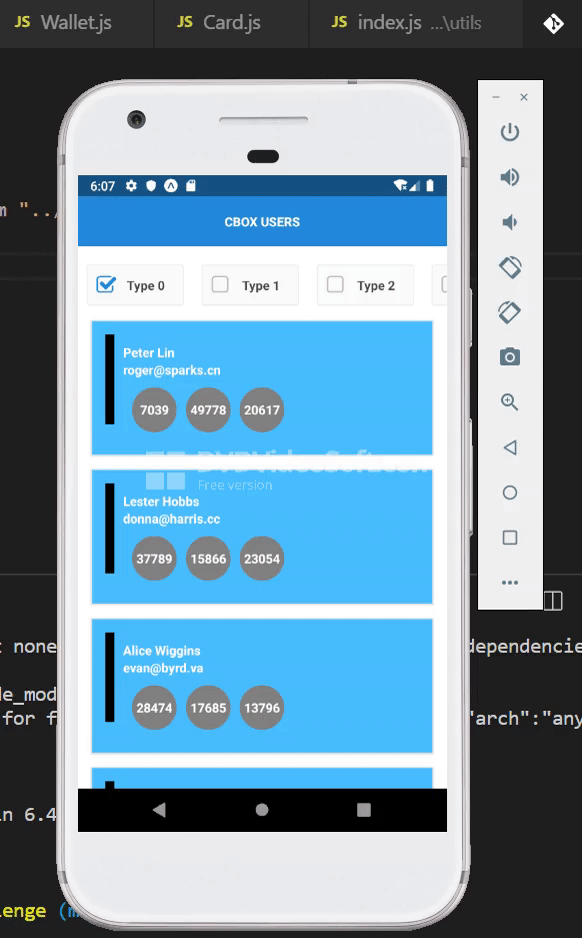 JS Wallet.js JS Card.js JS index.js ...\utils
6:07
m "../
CBOX USERS
Type 0 Type 1 Type 2
Peter Lin
roger@sparks.cn
7039 49778 20617
DVDVideoSoft.com
Free version
Lester Hobbs
donna@harris.cc
37789 15866 23054
Alice Wiggins
evan@byrd.va
28474 17685 13796
t none dependencie
de_mod
for f "arch":"any
in 6.4
lenge (m